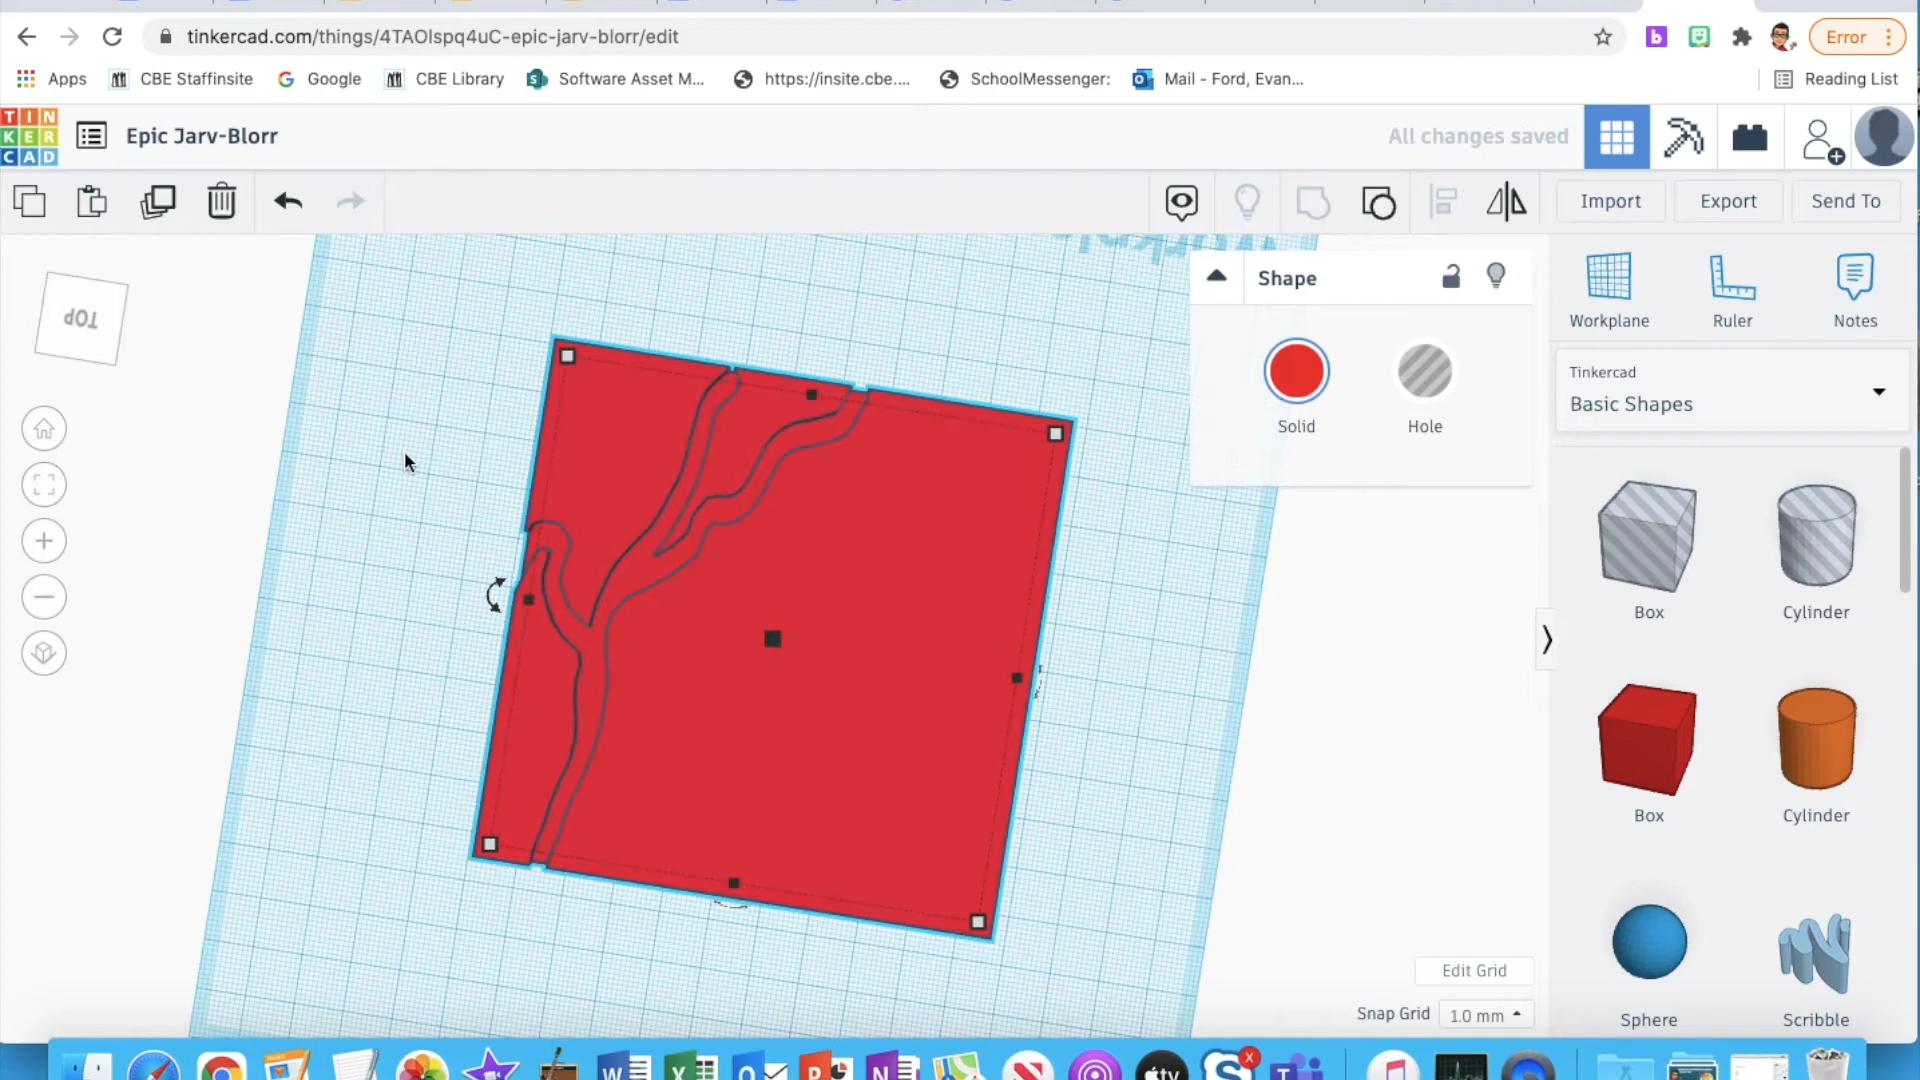 tinkercad.com/things/4TAOlspq4uC-epic-jarv-blorr/edit
Error
Apps
CBE Staffinsite
Google
CBE Library
Software Asset M...
https://insite.cbe....
SchoolMessenger:
Mail - Ford, Evan...
Reading List
TIN
KER
CAD
Epic Jarv-Blorr
All changes saved
Import
Export
Send To
TOP
Shape
Solid
Hole
Workplane
Ruler
Notes
Tinkercad
Basic Shapes
Box
Cylinder
Box
Cylinder
Sphere
Scribble
Edit Grid
Snap Grid
1.0 mm
tv